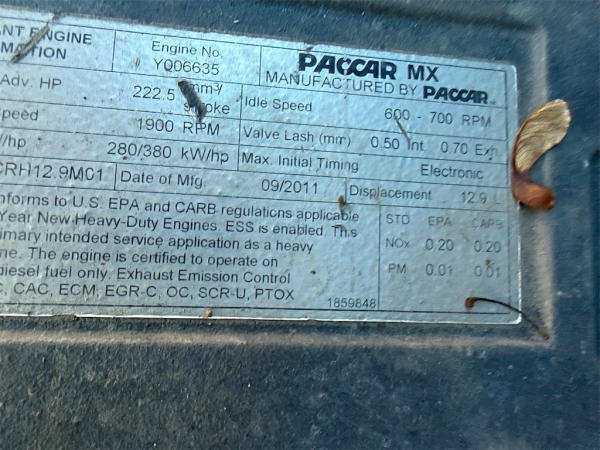 ANT ENGINE
MATION
Engine No.
Y006635
PACCAR MX
MANUFACTURED BY PACCAR
Adv. HP
222.5 mm³/
stroke
Idle Speed
600 - 700 RPM
Speed
1900 RPM
Valve Lash (mm)
0.50 Int. 0.70 Exh.
/hp
280/380 kW/hp
Max. Initial Timing
Electronic
CRH12.9M01
Date of Mfg.
09/2011
Displacement
12.9 L
nforms to U.S. EPA and CARB regulations applicable
Year New Heavy-Duty Engines. ESS is enabled. This
rimary intended service application as a heavy
ne. The engine is certified to operate on
diesel fuel only. Exhaust Emission Control
C, CAC, ECM, EGR-C, OC, SCR-U, PTOX
STD EPA CARB
NOx 0.20 0.20
PM 0.01 0.01
1859848